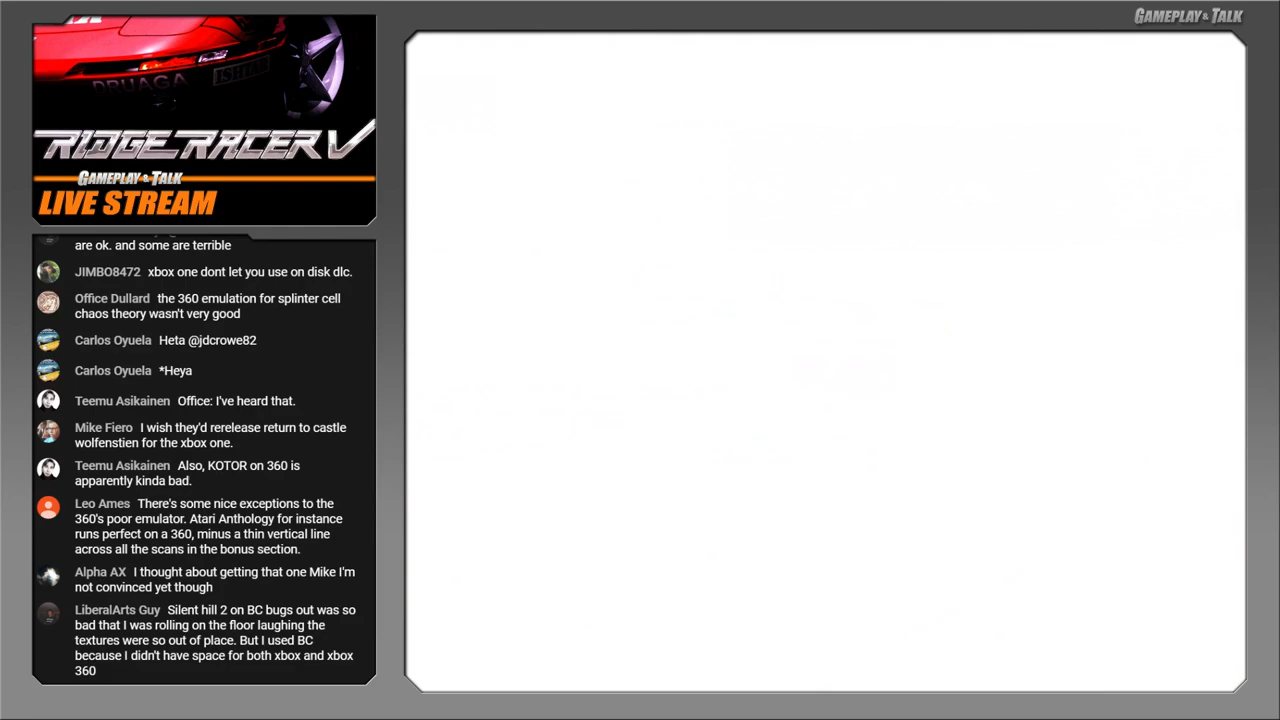 GAMEPLAY & TALK
DRUAGA
ISHTAR
RIDGE RACER V
GAMEPLAY & TALK
LIVE STREAM
are ok. and some are terrible
JIMBO8472 xbox one dont let you use on disk dlc.
Office Dullard the 360 emulation for splinter cell
chaos theory wasn't very good
Carlos Oyuela Heta @jdcrowe82
Carlos Oyuela *Heya
Teemu Asikainen Office: I've heard that.
Mike Fiero I wish they'd rerelease return to castle
wolfenstien for the xbox one.
Teemu Asikainen Also, KOTOR on 360 is
apparently kinda bad.
Leo Ames There's some nice exceptions to the
360's poor emulator. Atari Anthology for instance
runs perfect on a 360, minus a thin vertical line
across all the scans in the bonus section.
Alpha AX I thought about getting that one Mike I'm
not convinced yet though
LiberalArts Guy Silent hill 2 on BC bugs out was so
bad that I was rolling on the floor laughing the
textures were so out of place. But I used BC
because I didn't have space for both xbox and xbox
360